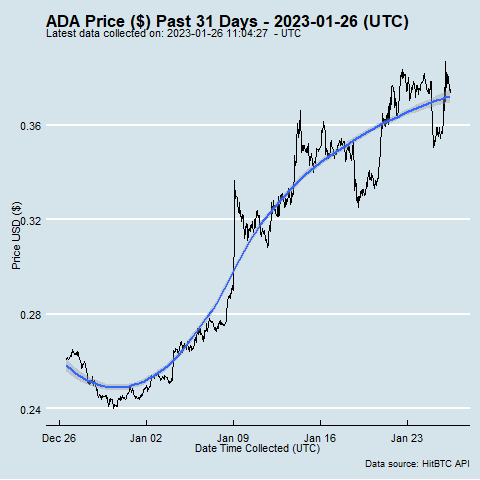 ADA Price ($) Past 31 Days - 2023-01-26 (UTC)
Latest data collected on: 2023-01-26 11:04:27 - UTC
Price USD ($)
0.36
0.32
0.28
0.24
Dec 26 Jan 02 Jan 09 Jan 16 Jan 23
Date Time Collected (UTC)
Data source: HitBTC API